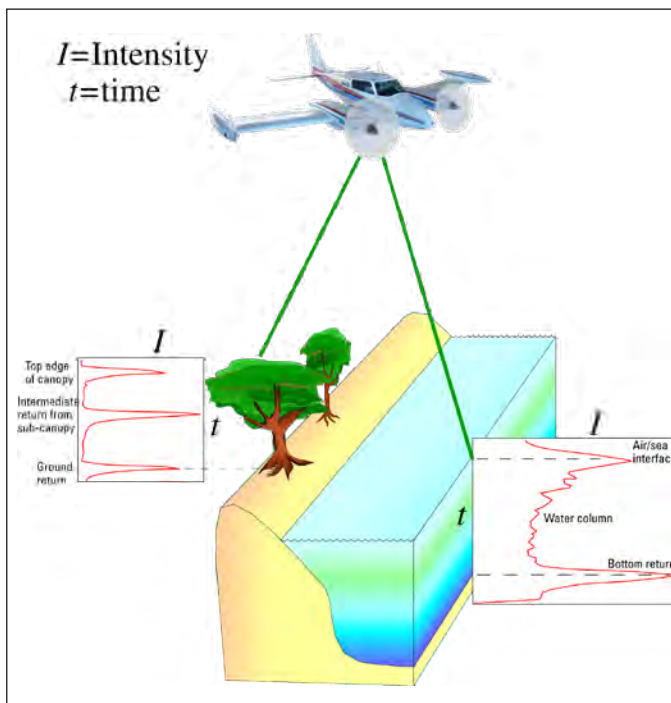 I=Intensity
t=time
I
Top edge
of canopy
Intermediate
return from
sub-canopy
t
Ground
return
I
Air/sea
interfac
t
Water column
Bottom return